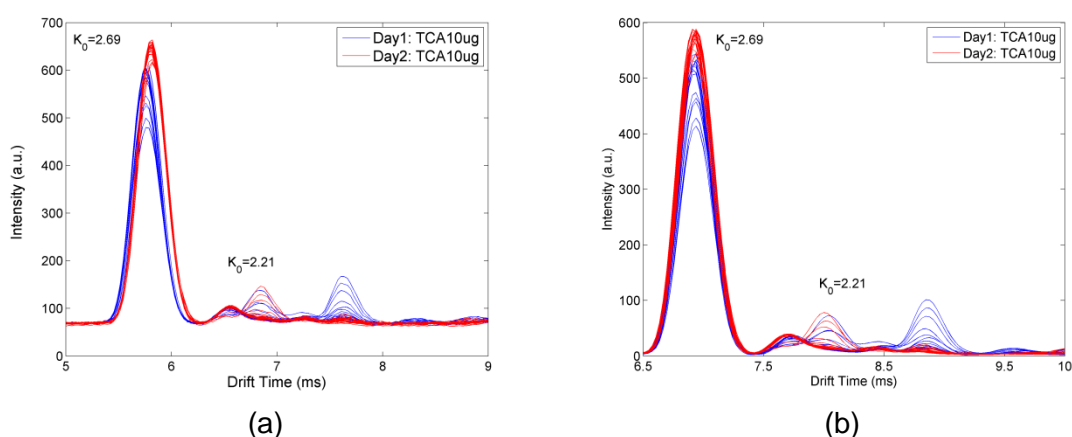 700
600
500
400
300
200
100
0
5
6
7
8
9
Intensity (a.u.)
Drift Time (ms)
K0=2.69
K0=2.21
Day1: TCA10ug
Day2: TCA10ug
(a)
600
500
400
300
200
100
0
6.5
7.5
8.5
9.5
10
Intensity (a.u.)
Drift Time (ms)
K0=2.69
K0=2.21
Day1: TCA10ug
Day2: TCA10ug
(b)